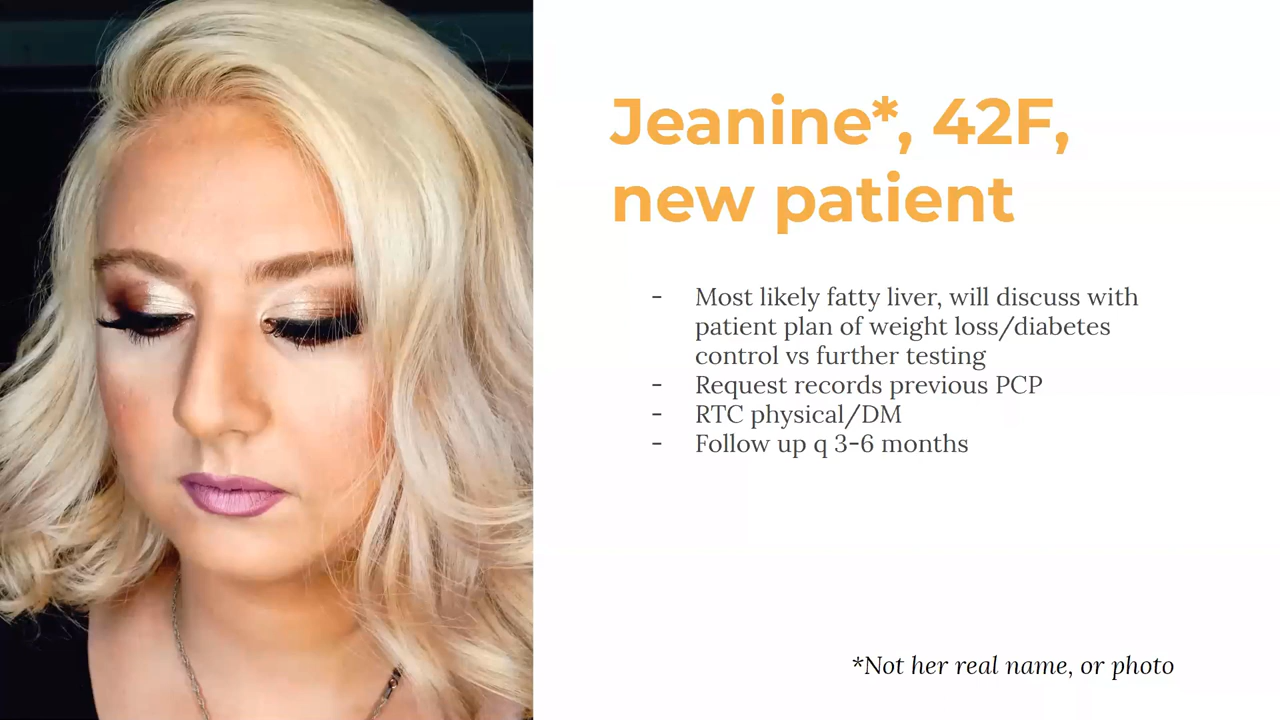 Jeanine*, 42F,
new patient
- Most likely fatty liver, will discuss with
patient plan of weight loss/diabetes
control vs further testing
- Request records previous PCP
- RTC physical/DM
- Follow up q 3-6 months
*Not her real name, or photo